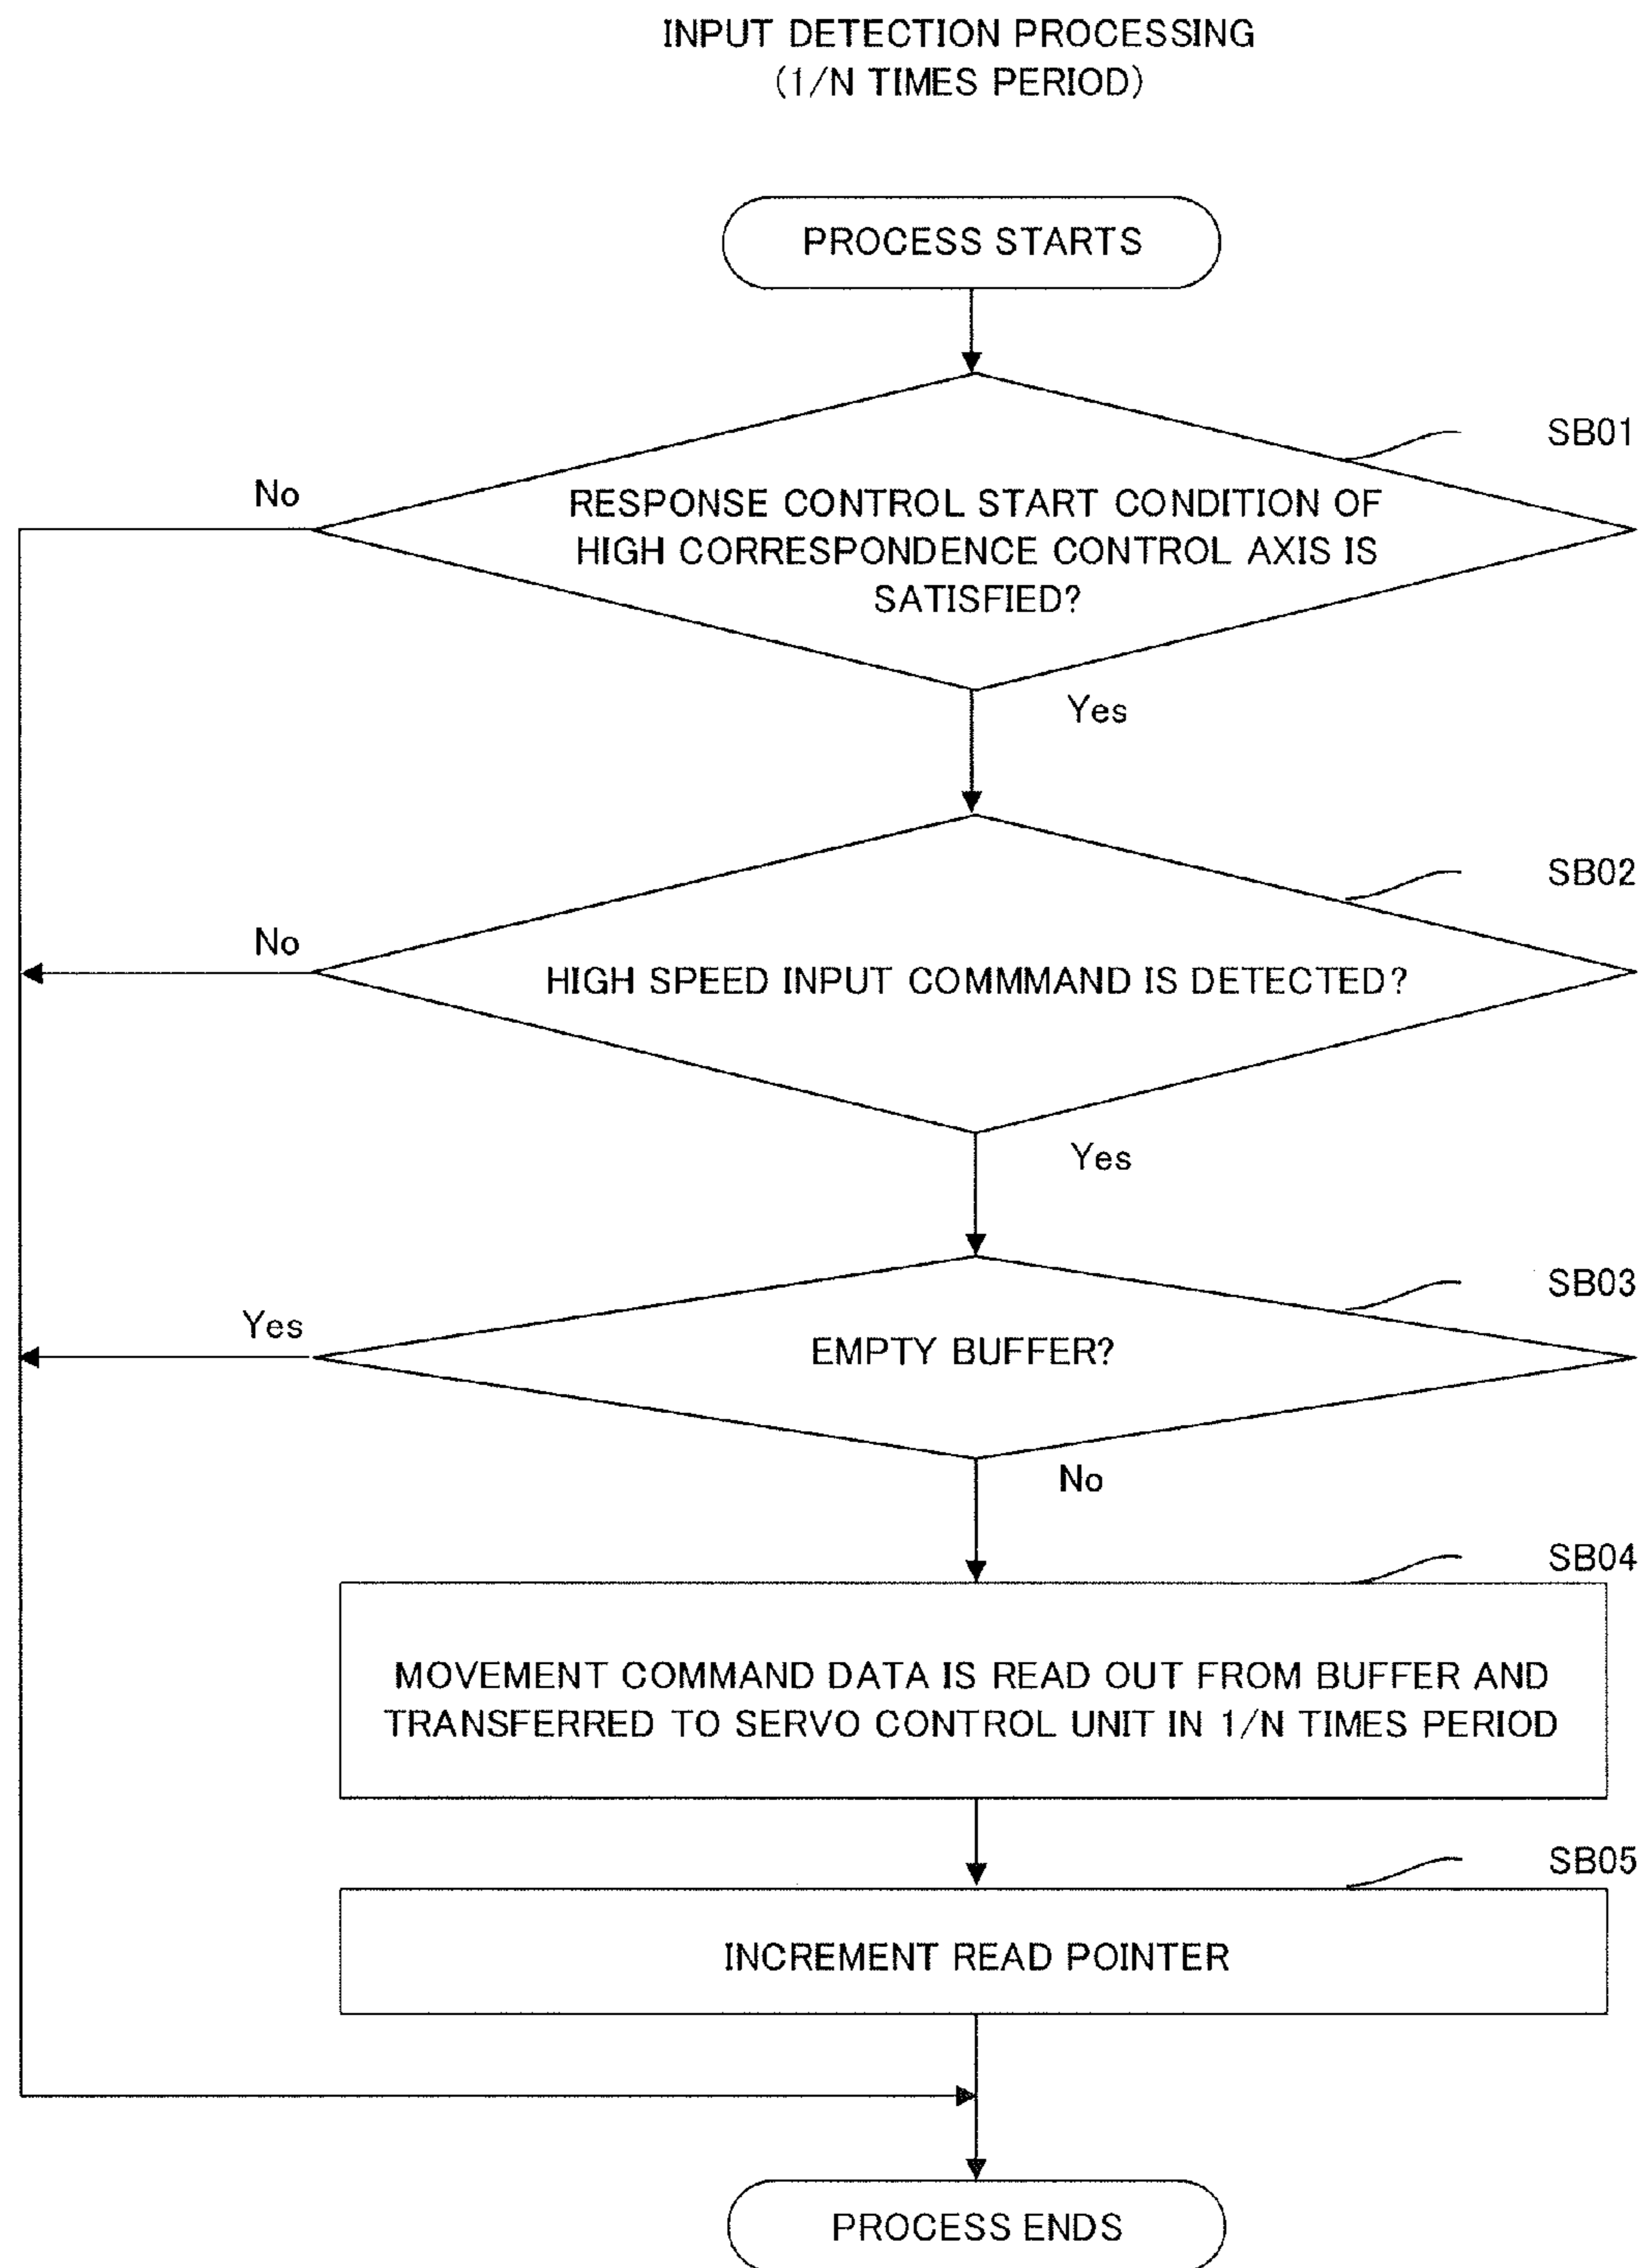 INPUT DETECTION PROCESSING
(1/N TIMES PERIOD)
PROCESS STARTS
SB01
No
RESPONSE CONTROL START CONDITION OF
HIGH CORRESPONDENCE CONTROL AXIS IS
SATISFIED?
Yes
SB02
No
HIGH SPEED INPUT COMMMAND IS DETECTED?
Yes
SB03
Yes
EMPTY BUFFER?
No
SB04
MOVEMENT COMMAND DATA IS READ OUT FROM BUFFER AND
TRANSFERRED TO SERVO CONTROL UNIT IN 1/N TIMES PERIOD
SB05
INCREMENT READ POINTER
PROCESS ENDS